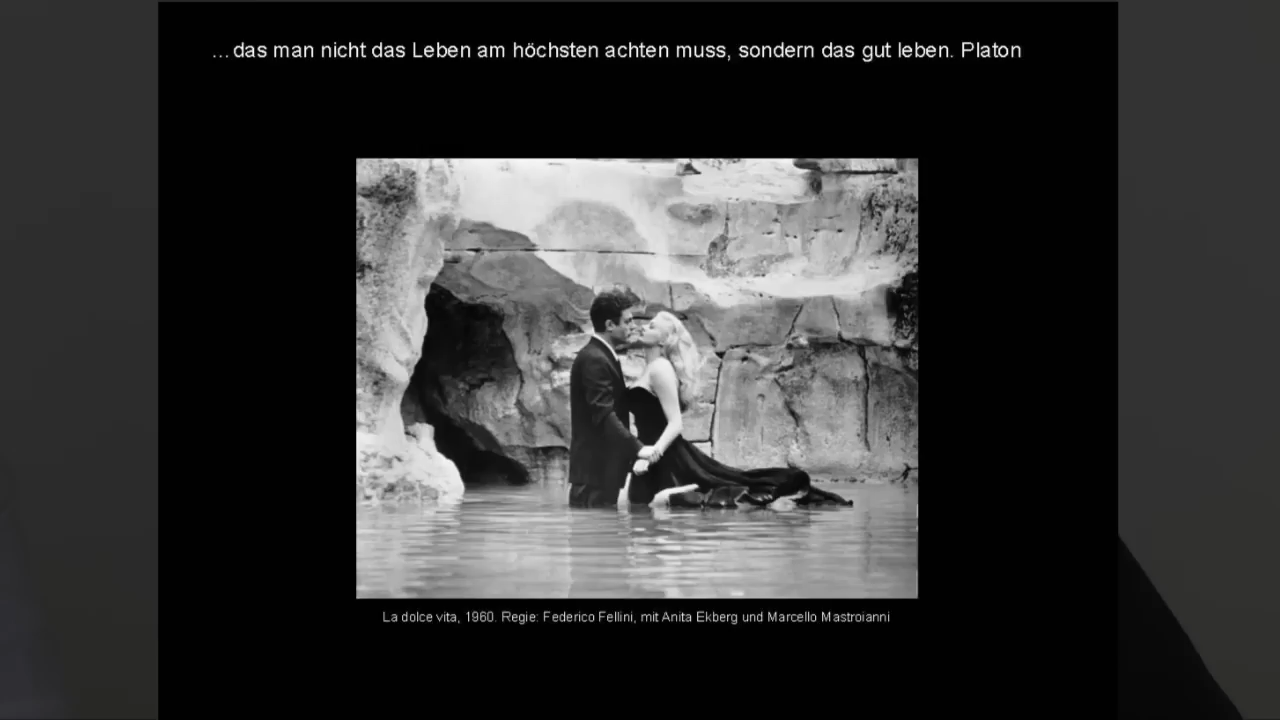 ...das man nicht das Leben am höchsten achten muss, sondern das gut leben. Platon
La dolce vita, 1960. Regie: Federico Fellini, mit Anita Ekberg und Marcello Mastroianni